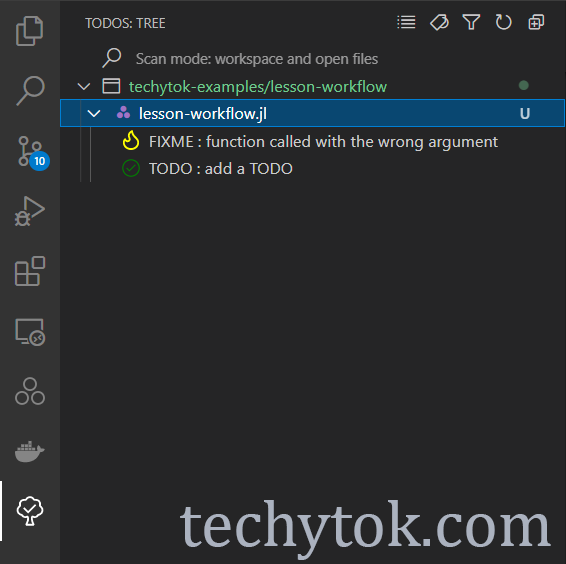 TODOS: TREE
Scan mode: workspace and open files
techytok-examples/lesson-workflow
lesson-workflow.jl U
10
FIXME : function called with the wrong argument
TODO : add a TODO
techytok.com